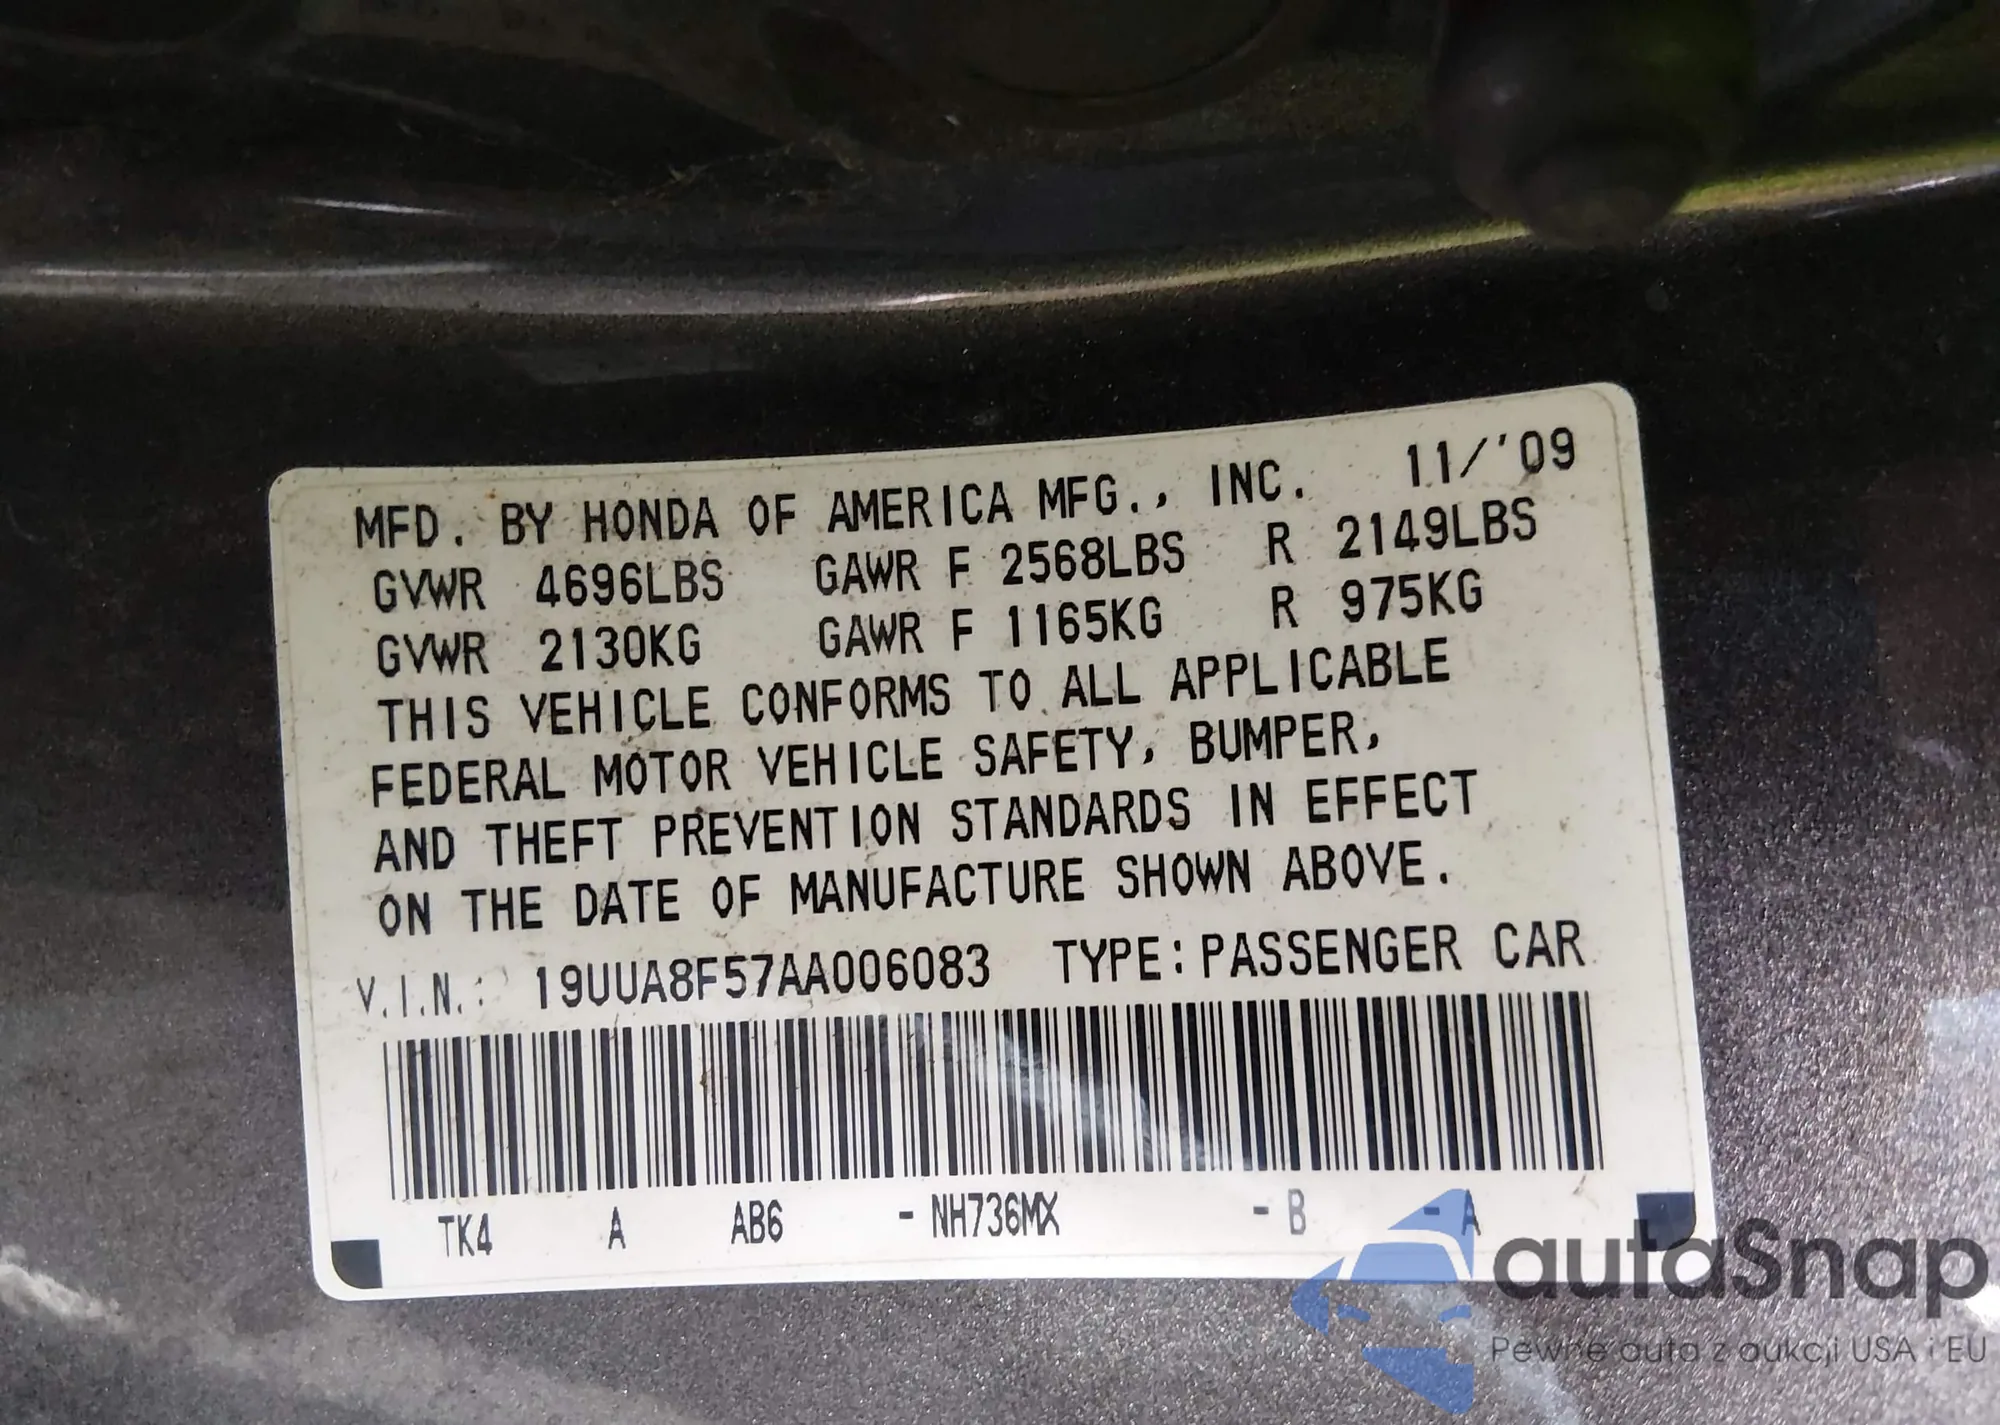 MFD. BY HONDA OF AMERICA MFG., INC. 11/'09
GVWR 4696LBS GAWR F 2568LBS R 2149LBS
GVWR 2130KG GAWR F 1165KG R 975KG
THIS VEHICLE CONFORMS TO ALL APPLICABLE
FEDERAL MOTOR VEHICLE SAFETY, BUMPER,
AND THEFT PREVENTION STANDARDS IN EFFECT
ON THE DATE OF MANUFACTURE SHOWN ABOVE.
V.I.N.: 19UUA8F57AA006083 TYPE:PASSENGER CAR
TK4 A AB6 - NH736MX - B - A
autaSnap
Pewne auta z aukcji USA i EU